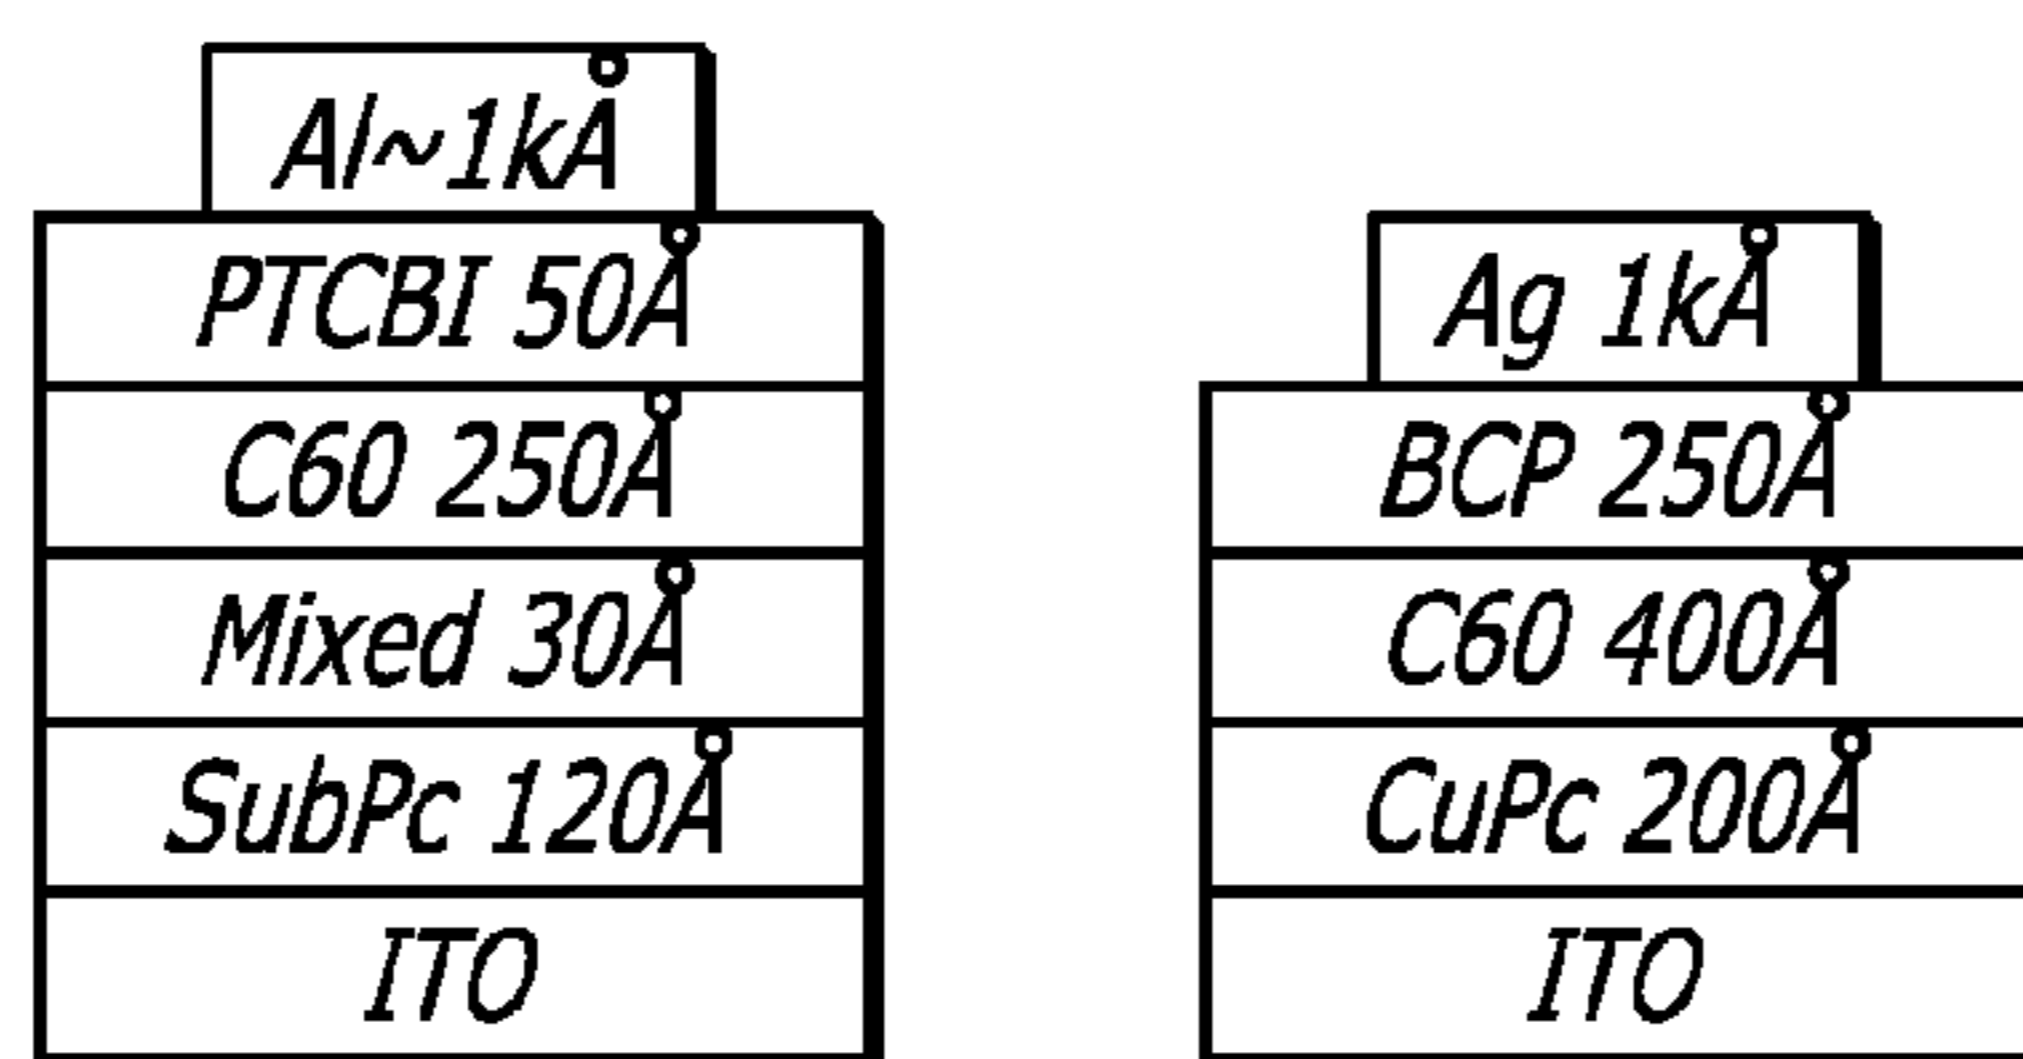 Al~1kÅ
PTCBI 50Å
C60 250Å
Mixed 30Å
SubPc 120Å
ITO
Ag 1kÅ
BCP 250Å
C60 400Å
CuPc 200Å
ITO